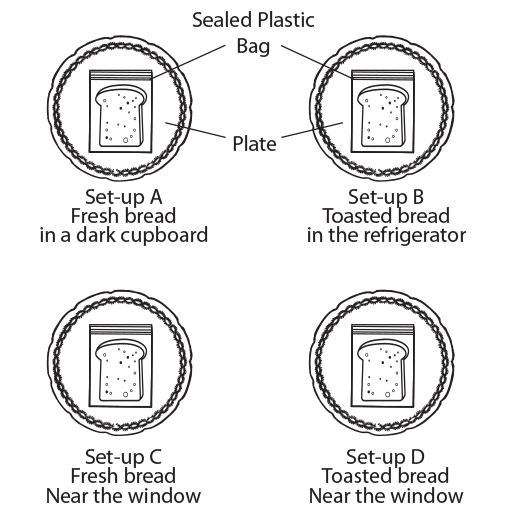 Sealed Plastic
Bag
Plate
Set-up A
Fresh bread
in a dark cupboard
Set-up B
Toasted bread
in the refrigerator
Set-up C
Fresh bread
Near the window
Set-up D
Toasted bread
Near the window